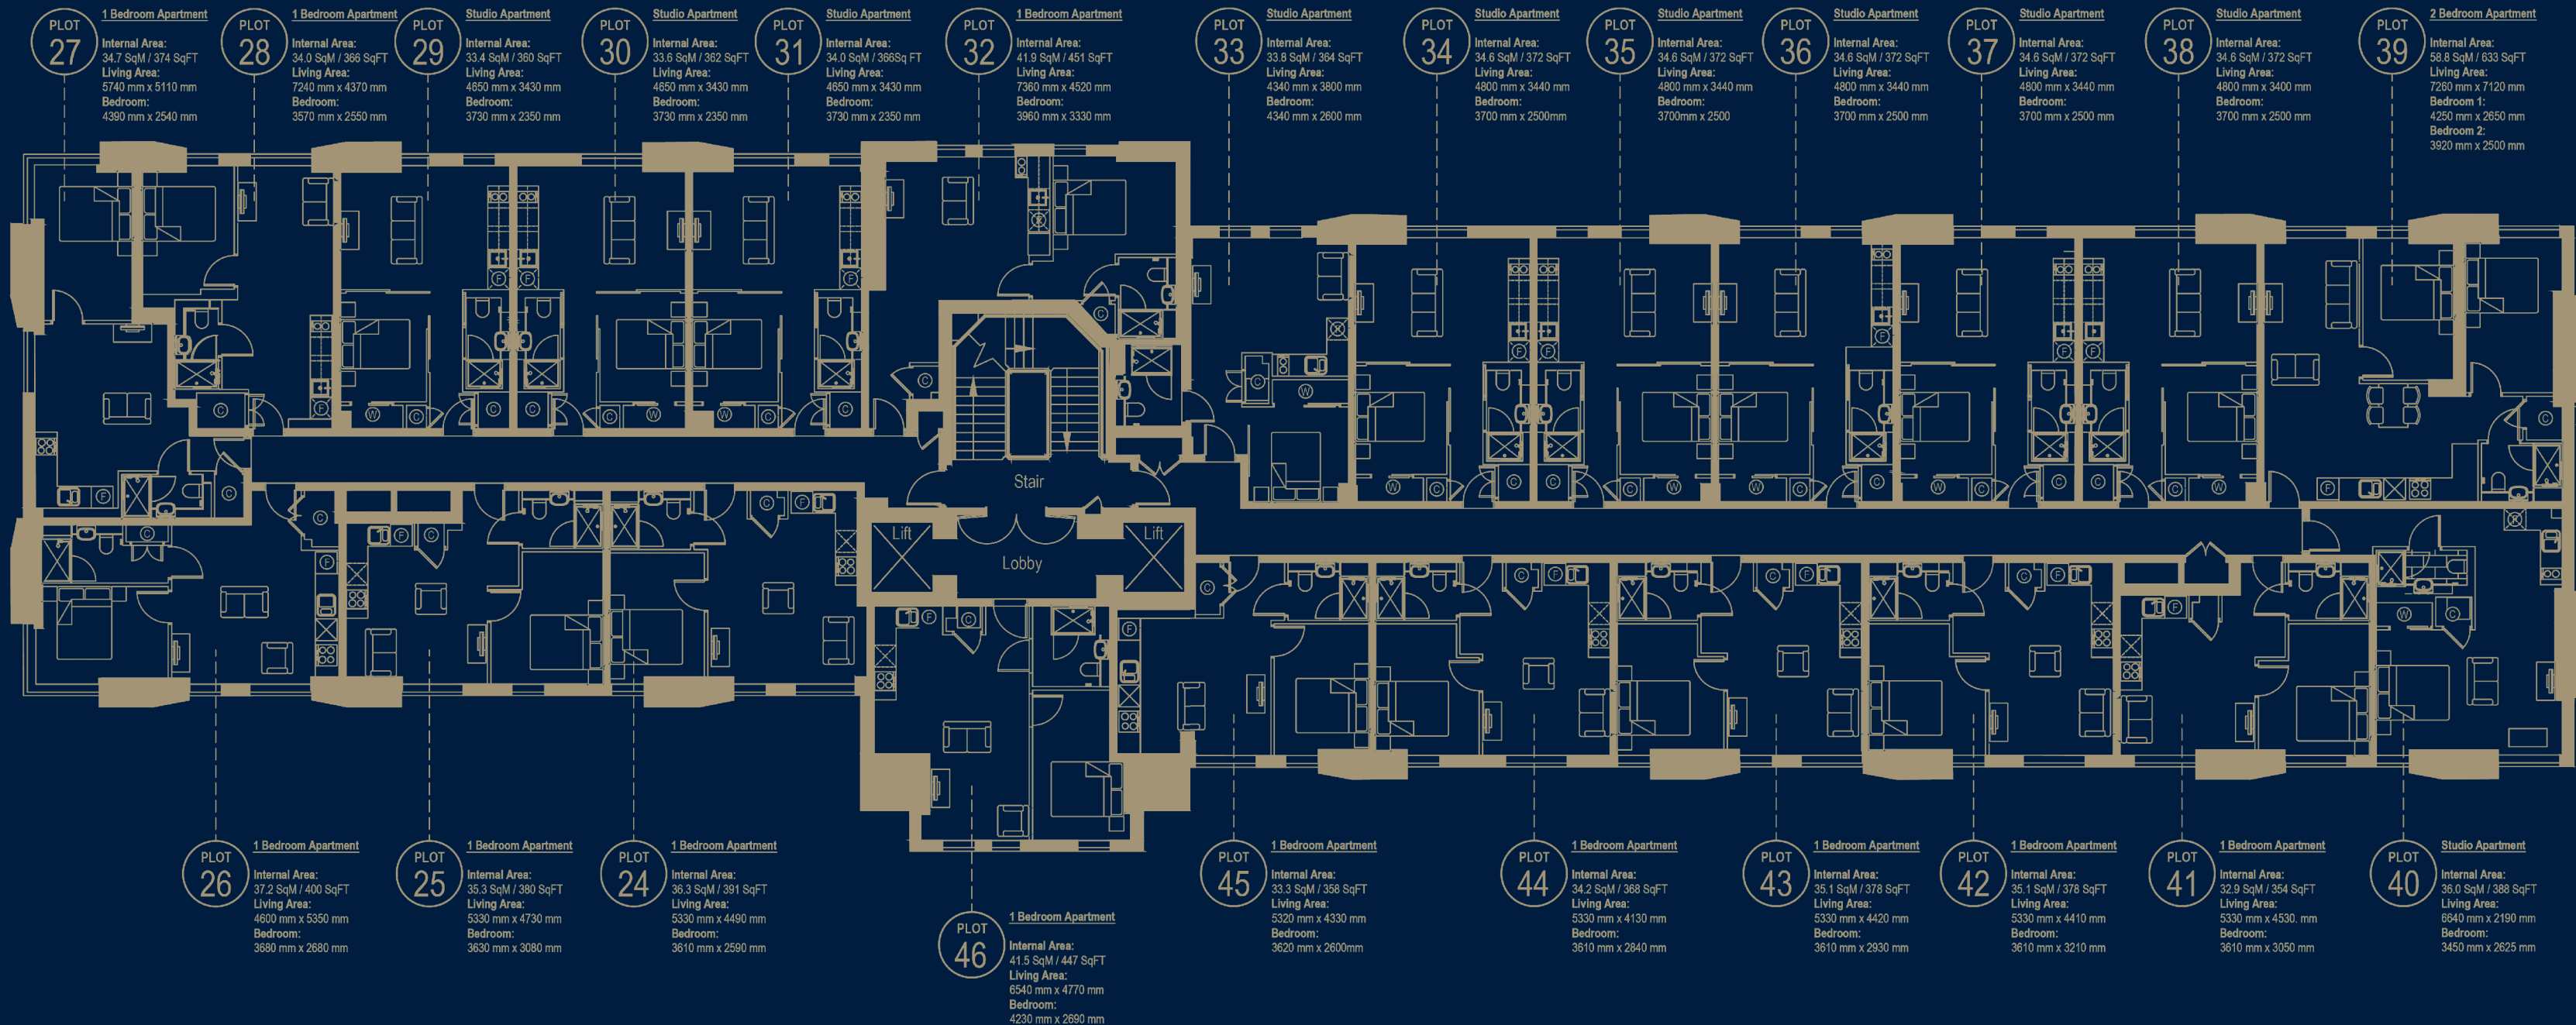 PLOT
27
1 Bedroom Apartment
Internal Area:
34.7 SqM / 374 SqFT
Living Area:
5740 mm x 5110 mm
Bedroom:
4390 mm x 2540 mm
PLOT
28
1 Bedroom Apartment
Internal Area:
34.0 SqM / 366 SqFT
Living Area:
7240 mm x 4370 mm
Bedroom:
3570 mm x 2550 mm
PLOT
29
Studio Apartment
Internal Area:
33.4 SqM / 360 SqFT
Living Area:
4650 mm x 3430 mm
Bedroom:
3730 mm x 2350 mm
PLOT
30
Studio Apartment
Internal Area:
33.6 SqM / 362 SqFT
Living Area:
4650 mm x 3430 mm
Bedroom:
3730 mm x 2350 mm
PLOT
31
Studio Apartment
Internal Area:
34.0 SqM / 366Sq FT
Living Area:
4650 mm x 3430 mm
Bedroom:
3730 mm x 2350 mm
PLOT
32
1 Bedroom Apartment
Internal Area:
41.9 SqM / 451 SqFT
Living Area:
7360 mm x 4520 mm
Bedroom:
3960 mm x 3330 mm
PLOT
33
Studio Apartment
Internal Area:
33.8 SqM / 364 SqFT
Living Area:
4340 mm x 3800 mm
Bedroom:
4340 mm x 2600 mm
PLOT
34
Studio Apartment
Internal Area:
34.6 SqM / 372 SqFT
Living Area:
4800 mm x 3440 mm
Bedroom:
3700 mm x 2500mm
PLOT
35
Studio Apartment
Internal Area:
34.6 SqM / 372 SqFT
Living Area:
4800 mm x 3440 mm
Bedroom:
3700mm x 2500
PLOT
36
Studio Apartment
Internal Area:
34.6 SqM / 372 SqFT
Living Area:
4800 mm x 3440 mm
Bedroom:
3700 mm x 2500 mm
PLOT
37
Studio Apartment
Internal Area:
34.6 SqM / 372 SqFT
Living Area:
4800 mm x 3440 mm
Bedroom:
3700 mm x 2500 mm
PLOT
38
Studio Apartment
Internal Area:
34.6 SqM / 372 SqFT
Living Area:
4800 mm x 3400 mm
Bedroom:
3700 mm x 2500 mm
PLOT
39
2 Bedroom Apartment
Internal Area:
58.8 SqM / 633 SqFT
Living Area:
7260 mm x 7120 mm
Bedroom 1:
4250 mm x 2650 mm
Bedroom 2:
3920 mm x 2500 mm
Stair
Lift
Lift
Lobby
PLOT
26
1 Bedroom Apartment
Internal Area:
37.2 SqM / 400 SqFT
Living Area:
4600 mm x 5350 mm
Bedroom:
3680 mm x 2680 mm
PLOT
25
1 Bedroom Apartment
Internal Area:
35.3 SqM / 380 SqFT
Living Area:
5330 mm x 4730 mm
Bedroom:
3630 mm x 3080 mm
PLOT
24
1 Bedroom Apartment
Internal Area:
36.3 SqM / 391 SqFT
Living Area:
5330 mm x 4490 mm
Bedroom:
3610 mm x 2590 mm
PLOT
46
1 Bedroom Apartment
Internal Area:
41.5 SqM / 447 SqFT
Living Area:
6540 mm x 4770 mm
Bedroom:
4230 mm x 2690 mm
PLOT
45
1 Bedroom Apartment
Internal Area:
33.3 SqM / 358 SqFT
Living Area:
5320 mm x 4330 mm
Bedroom:
3620 mm x 2600mm
PLOT
44
1 Bedroom Apartment
Internal Area:
34.2 SqM / 368 SqFT
Living Area:
5330 mm x 4130 mm
Bedroom:
3610 mm x 2840 mm
PLOT
43
1 Bedroom Apartment
Internal Area:
35.1 SqM / 378 SqFT
Living Area:
5330 mm x 4420 mm
Bedroom:
3610 mm x 2930 mm
PLOT
42
1 Bedroom Apartment
Internal Area:
35.1 SqM / 378 SqFT
Living Area:
5330 mm x 4410 mm
Bedroom:
3610 mm x 3210 mm
PLOT
41
1 Bedroom Apartment
Internal Area:
32.9 SqM / 354 SqFT
Living Area:
5330 mm x 4530. mm
Bedroom:
3610 mm x 3050 mm
PLOT
40
Studio Apartment
Internal Area:
36.0 SqM / 388 SqFT
Living Area:
6640 mm x 2190 mm
Bedroom:
3450 mm x 2625 mm